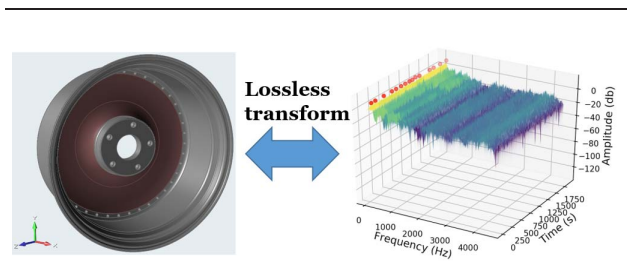 Lossless
transform
0
-20
-40
-60
-80
-100
-120
Amplitude (db)
0
1000
2000
3000
4000
Frequency (Hz)
0
250
500
750
1000
1250
1500
1750
Time (s)
Y
Z
X